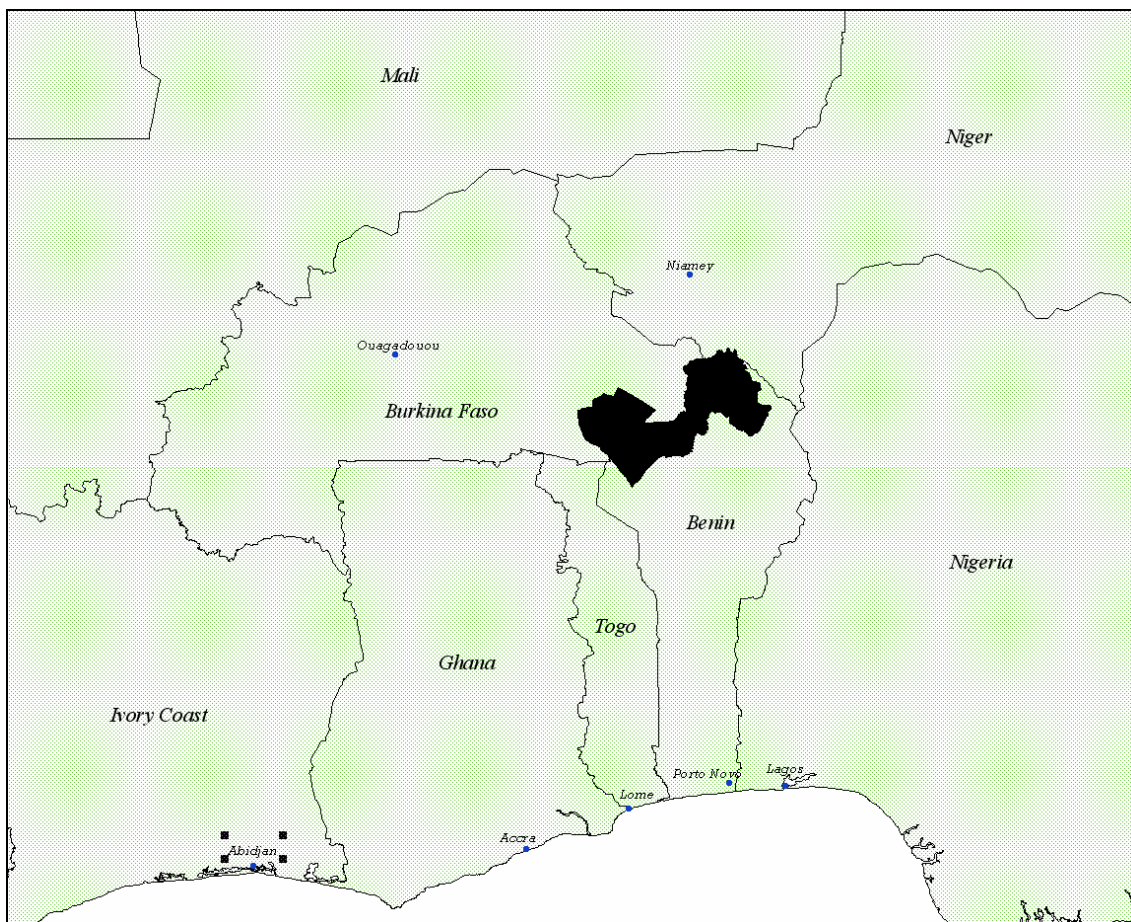 Mali
Niger
Niamey
Ouagadouou
Burkina Faso
Benin
Nigeria
Togo
Ghana
Ivory Coast
Porto Novo
Lagos
Lome
Accra
Abidjan